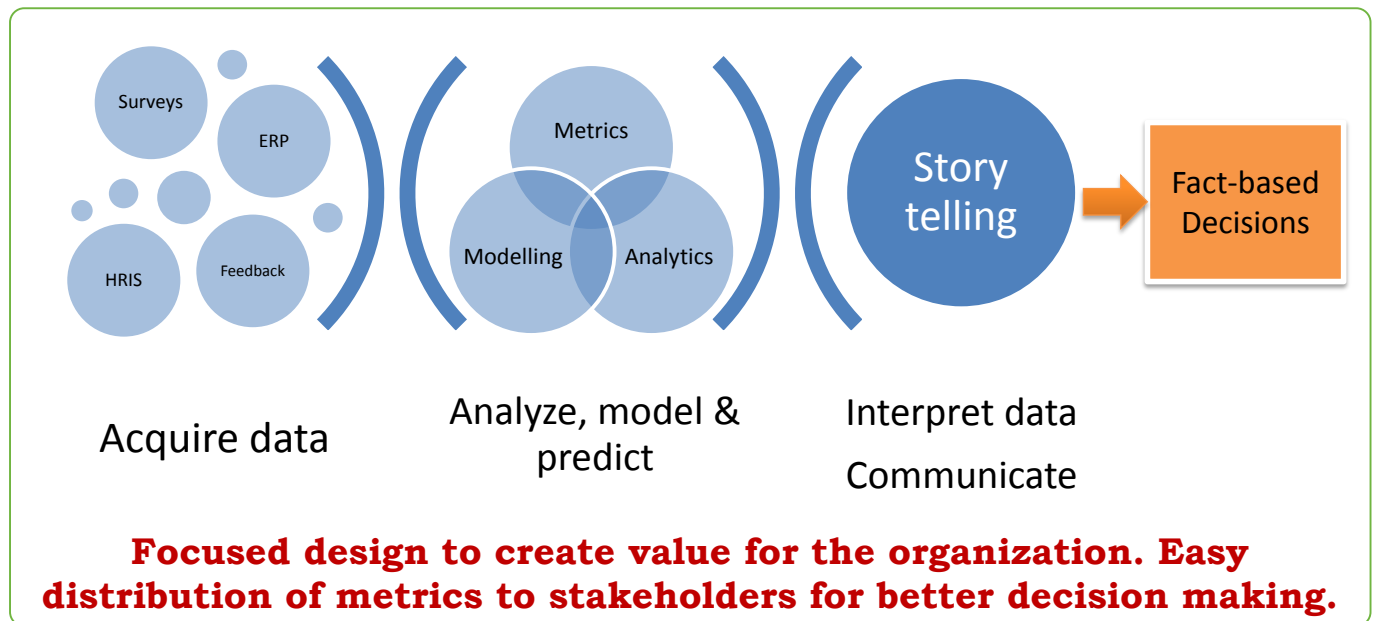 Surveys
ERP
HRIS
Feedback
Metrics
Modelling
Analytics
Story
telling
Fact-based
Decisions
Acquire data
Analyze, model &
predict
Interpret data
Communicate
Focused design to create value for the organization. Easy
distribution of metrics to stakeholders for better decision making.